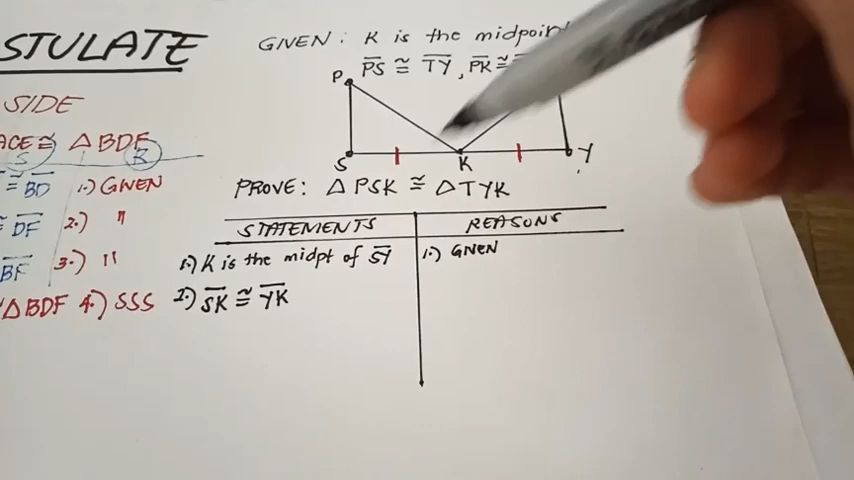 STULATE
GIVEN: K is the midpoint
PS ≅ TY, PK ≅
SIDE
P
ACE ≅ △ BDF
S
R
S
K
Y
≅ BD 1.) GIVEN
PROVE: △ PSK ≅ △ TYK
≅ DF 2.) "
STATEMENTS REASONS
BF 3.) "
1.) K is the midpt of SY 1.) GIVEN
△ BDF 4.) SSS
2.) SK ≅ YK